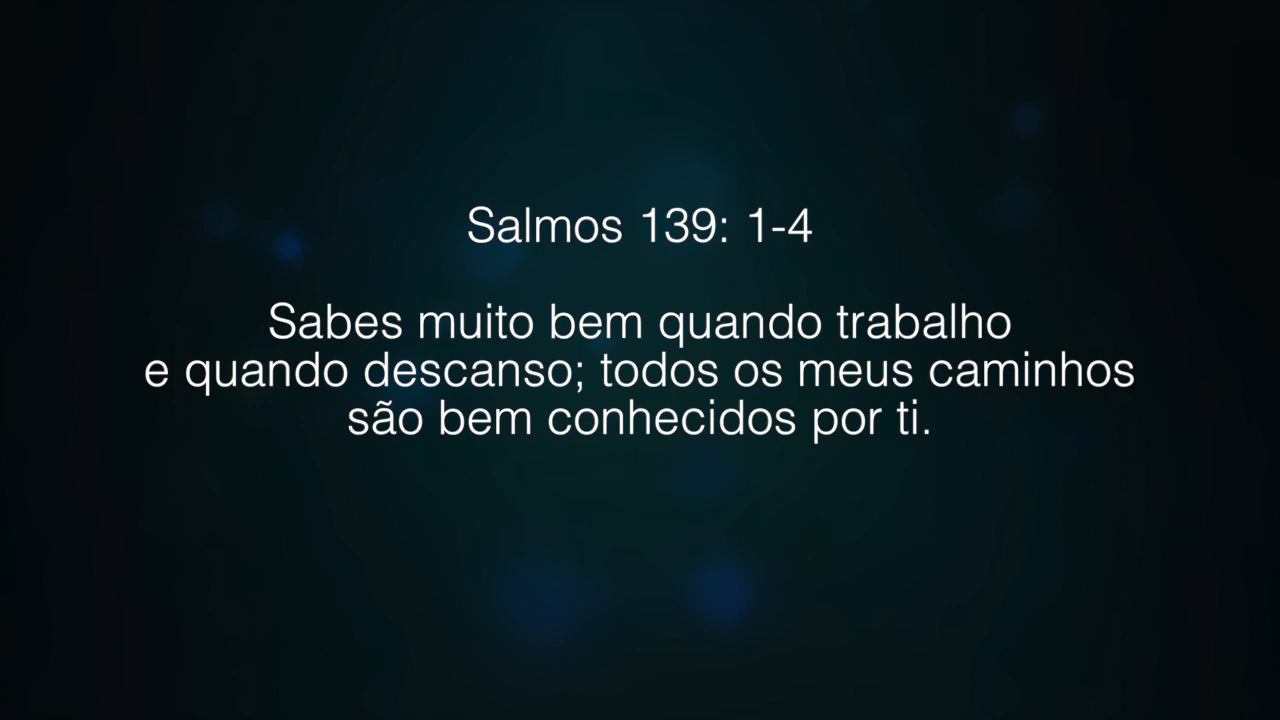 Salmos 139: 1-4
Sabes muito bem quando trabalho
e quando descanso; todos os meus caminhos
são bem conhecidos por ti.